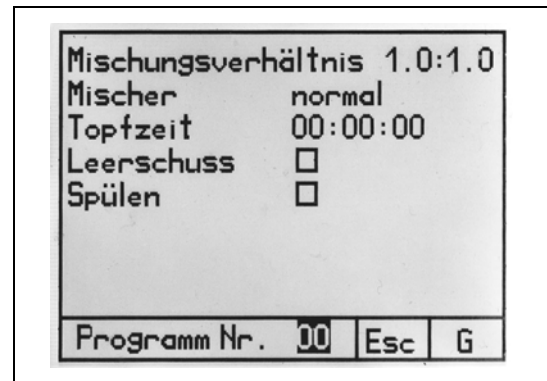 Mischungsverhältnis 1.0:1.0
Mischer normal
Topfzeit 00:00:00
Leerschuss
Spülen
Programm Nr. 00 Esc G